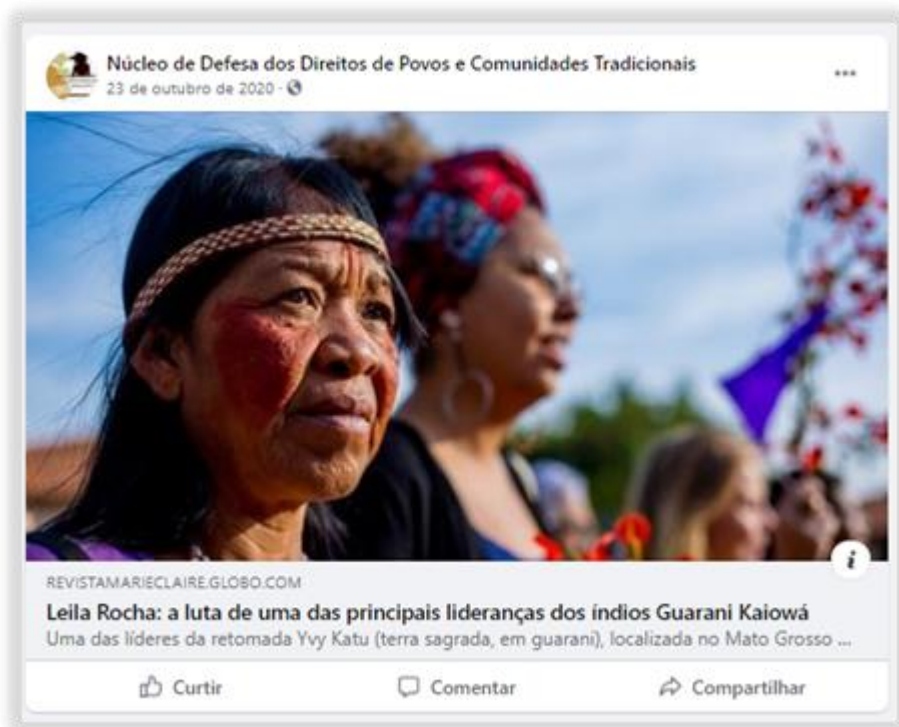 Núcleo de Defesa dos Direitos de Povos e Comunidades Tradicionais
23 de outubro de 2020 ·
REVISTAMARIECLAIRE.GLOBO.COM
Leila Rocha: a luta de uma das principais lideranças dos índios Guarani Kaiowá
Uma das líderes da retomada Yvy Katu (terra sagrada, em guarani), localizada no Mato Grosso ...
Curtir Comentar Compartilhar